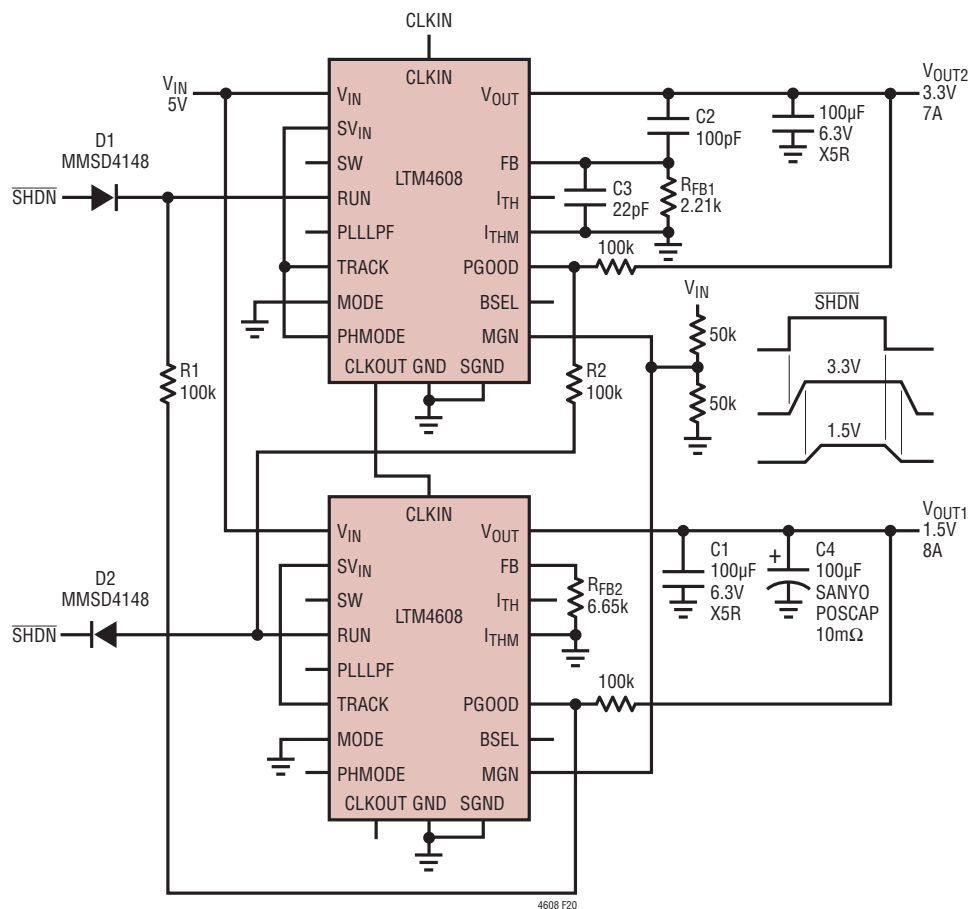 CLKIN
V_IN
5V
D1
MMSD4148
SHDN
CLKIN
V_IN
SV_IN
SW
RUN
PLLLPF
TRACK
MODE
PHMODE
LTM4608
V_OUT
FB
I_TH
I_THM
PGOOD
BSEL
MGN
CLKOUT GND SGND
C2
100pF
C3
22pF
R_FB1
2.21k
100k
100µF
6.3V
X5R
V_OUT2
3.3V
7A
V_IN
50k
50k
SHDN
3.3V
1.5V
R1
100k
R2
100k
D2
MMSD4148
SHDN
CLKIN
V_IN
SV_IN
SW
RUN
PLLLPF
TRACK
MODE
PHMODE
LTM4608
V_OUT
FB
I_TH
I_THM
PGOOD
BSEL
MGN
CLKOUT GND SGND
R_FB2
6.65k
100k
C1
100µF
6.3V
X5R
+
C4
100µF
SANYO
POSCAP
10mΩ
V_OUT1
1.5V
8A
4608 F20